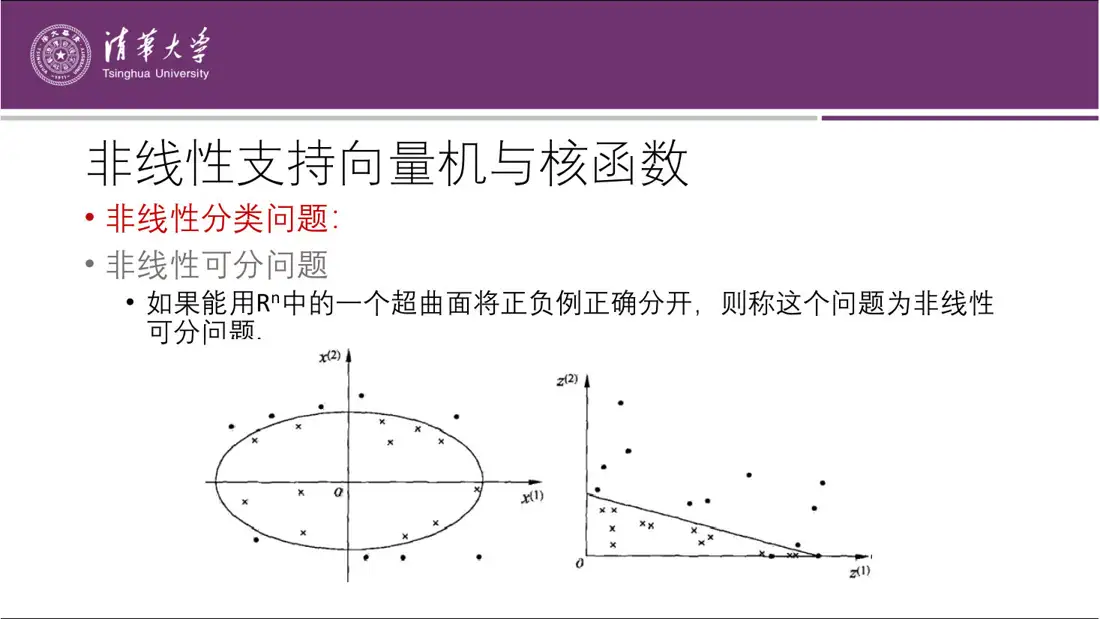 清华大学
Tsinghua University
非线性支持向量机与核函数
• 非线性分类问题：
• 非线性可分问题
• 如果能用Rⁿ中的一个超曲面将正负例正确分开，则称这个问题为非线性
可分问题.
x(2)
z(2)
O
x(1)
O
z(1)